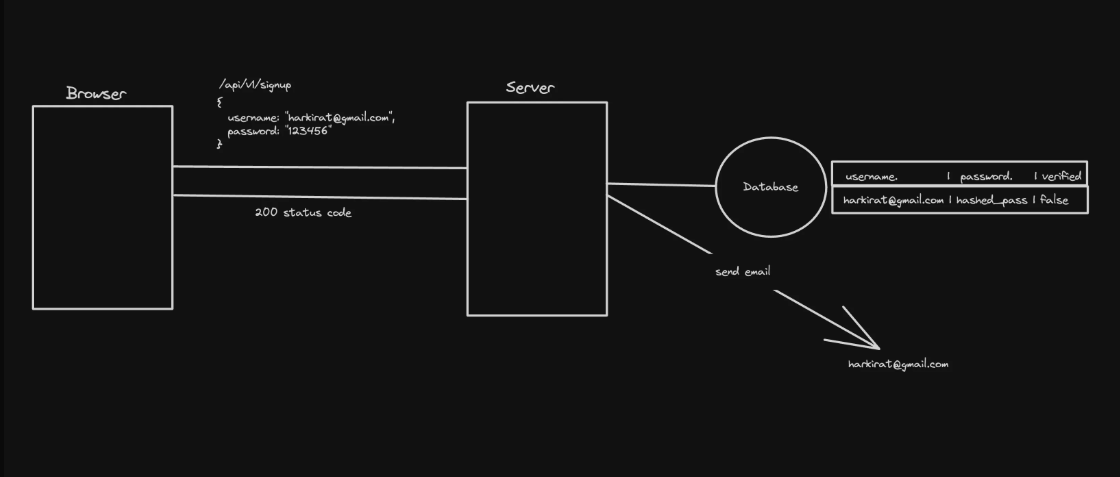 Browser
/api/v1/signup
{
username: "harkirat@gmail.com",
password: "123456"
}
200 status code
Server
Database
username. | password. | verified
harkirat@gmail.com | hashed_pass | false
send email
harkirat@gmail.com